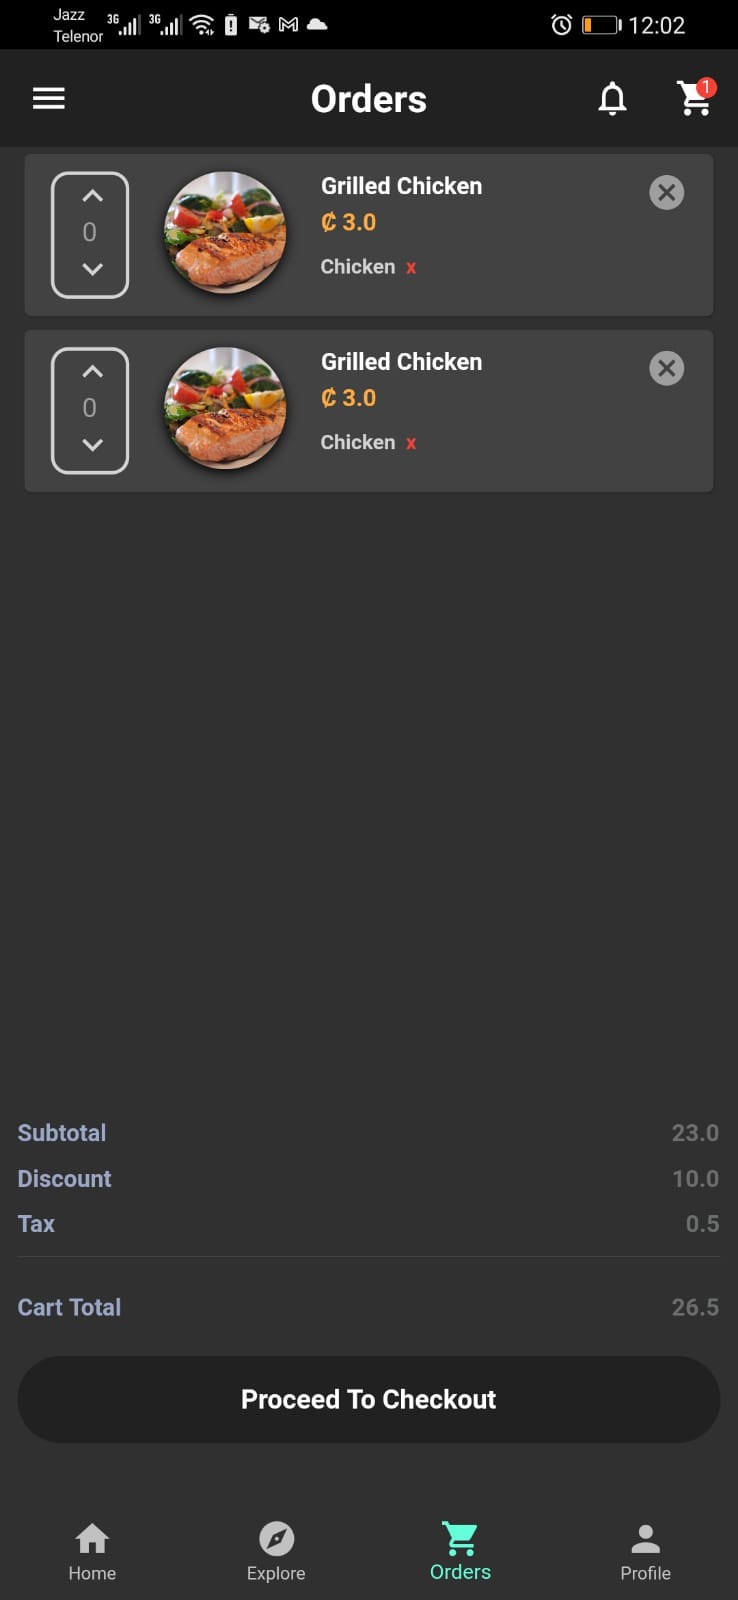 Jazz
Telenor
3G 3G 12:02
Orders
1
Grilled Chicken
0
₵ 3.0
Chicken x
Grilled Chicken
0
₵ 3.0
Chicken x
Subtotal 23.0
Discount 10.0
Tax 0.5
Cart Total 26.5
Proceed To Checkout
Home Explore Orders Profile